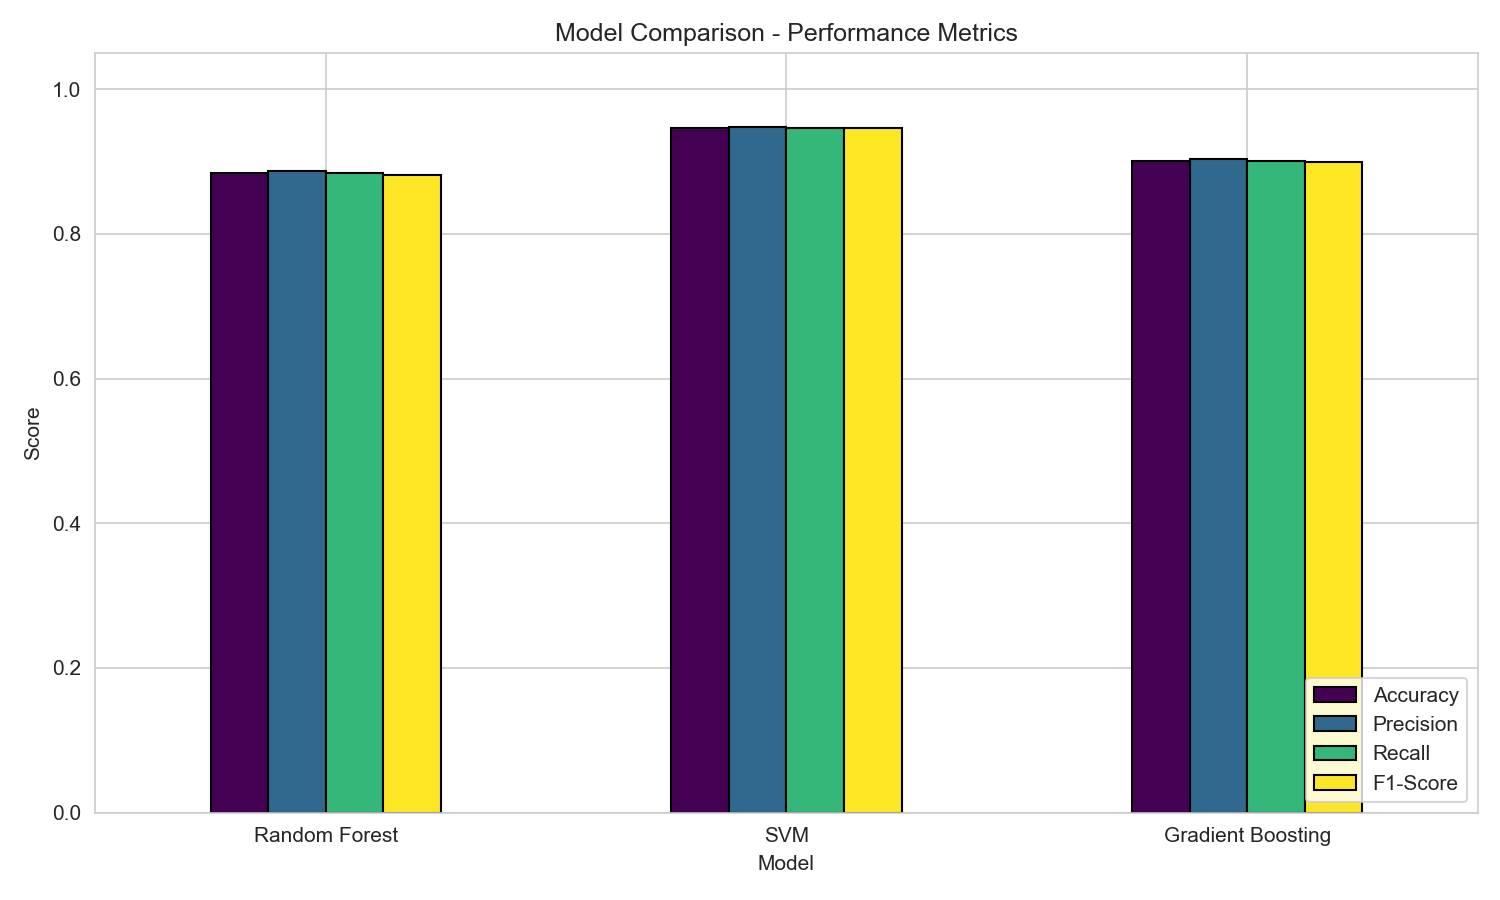 Model Comparison - Performance Metrics
1.0
0.8
0.6
0.4
0.2
0.0
Score
Random Forest
SVM
Gradient Boosting
Model
Accuracy
Precision
Recall
F1-Score